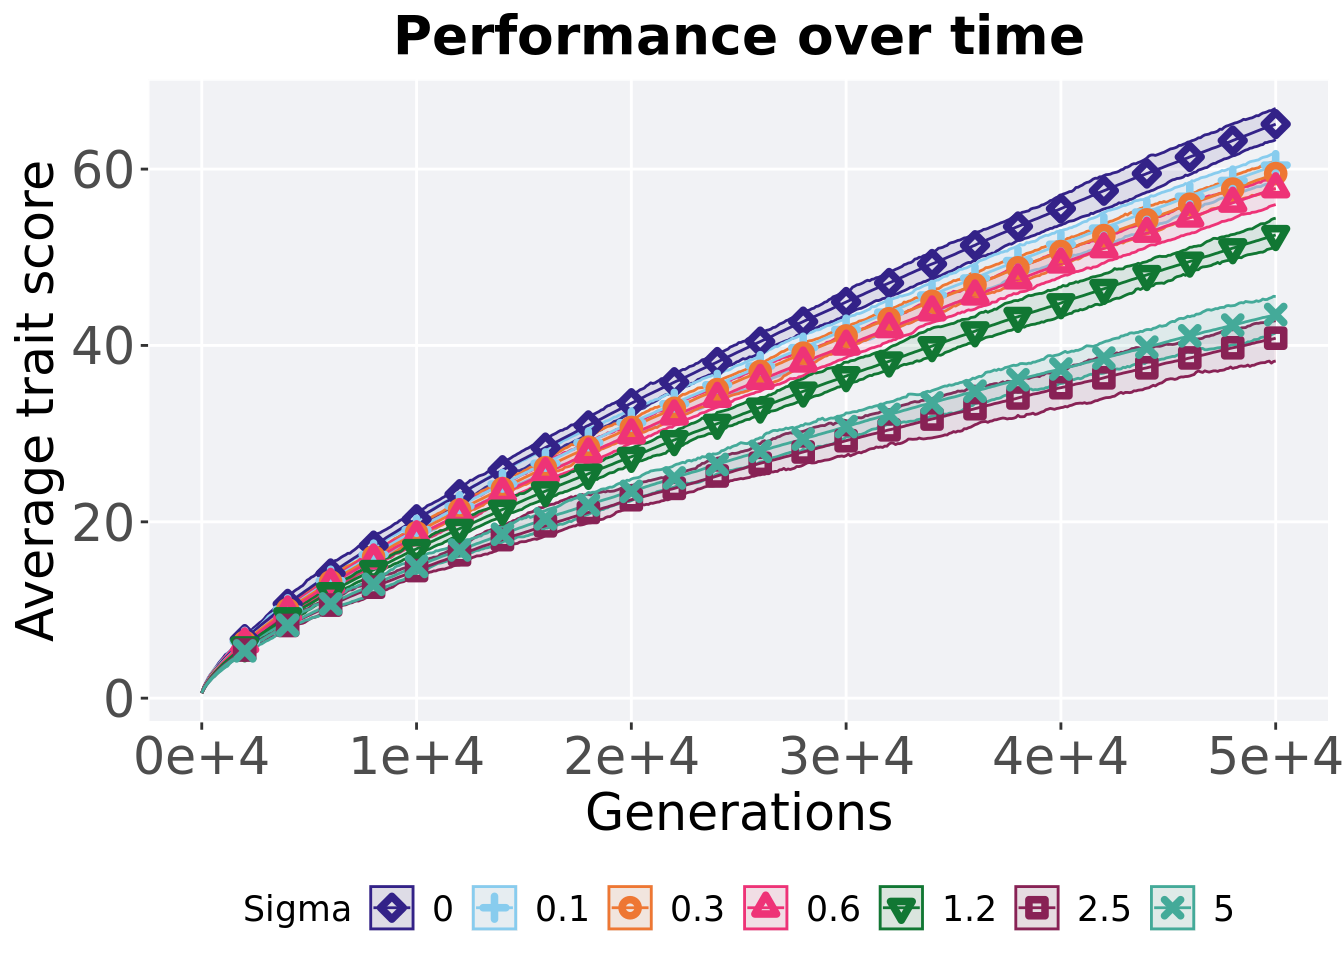 Performance over time
Average trait score
60
40
20
0
0e+4 1e+4 2e+4 3e+4 4e+4 5e+4
Generations
Sigma 0 0.1 0.3 0.6 1.2 2.5 5